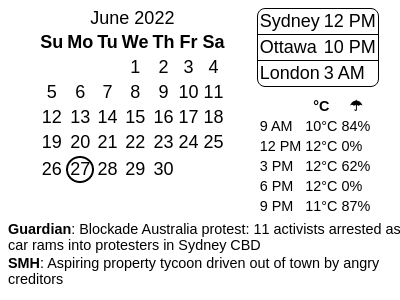 June 2022
Su Mo Tu We Th Fr Sa
1 2 3 4
5 6 7 8 9 10 11
12 13 14 15 16 17 18
19 20 21 22 23 24 25
26 27 28 29 30
Sydney 12 PM
Ottawa 10 PM
London 3 AM
°C ☂
9 AM 10°C 84%
12 PM 12°C 0%
3 PM 12°C 62%
6 PM 12°C 0%
9 PM 11°C 87%
Guardian: Blockade Australia protest: 11 activists arrested as
car rams into protesters in Sydney CBD
SMH: Aspiring property tycoon driven out of town by angry
creditors